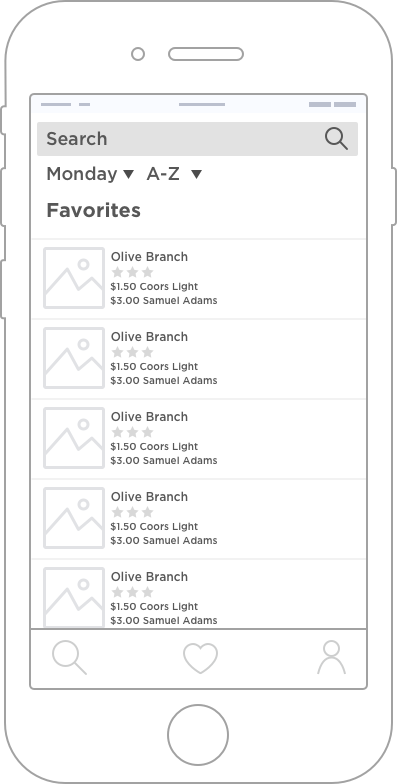 Search
Monday ▼ A-Z ▼
Favorites
Olive Branch
$1.50 Coors Light
$3.00 Samuel Adams
Olive Branch
$1.50 Coors Light
$3.00 Samuel Adams
Olive Branch
$1.50 Coors Light
$3.00 Samuel Adams
Olive Branch
$1.50 Coors Light
$3.00 Samuel Adams
Olive Branch
$1.50 Coors Light
$3.00 Samuel Adams